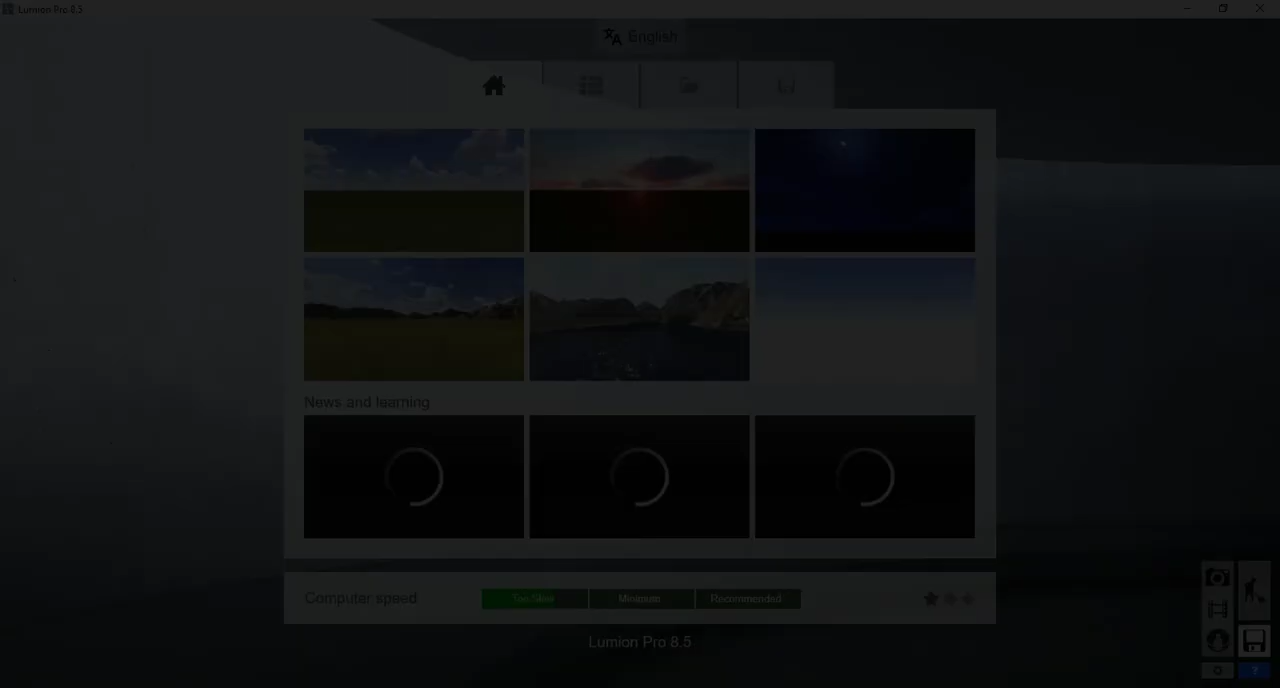 Lumion Pro 8.5
English
News and learning
Computer speed
Too Slow
Minimum
Recommended
Lumion Pro 8.5
?